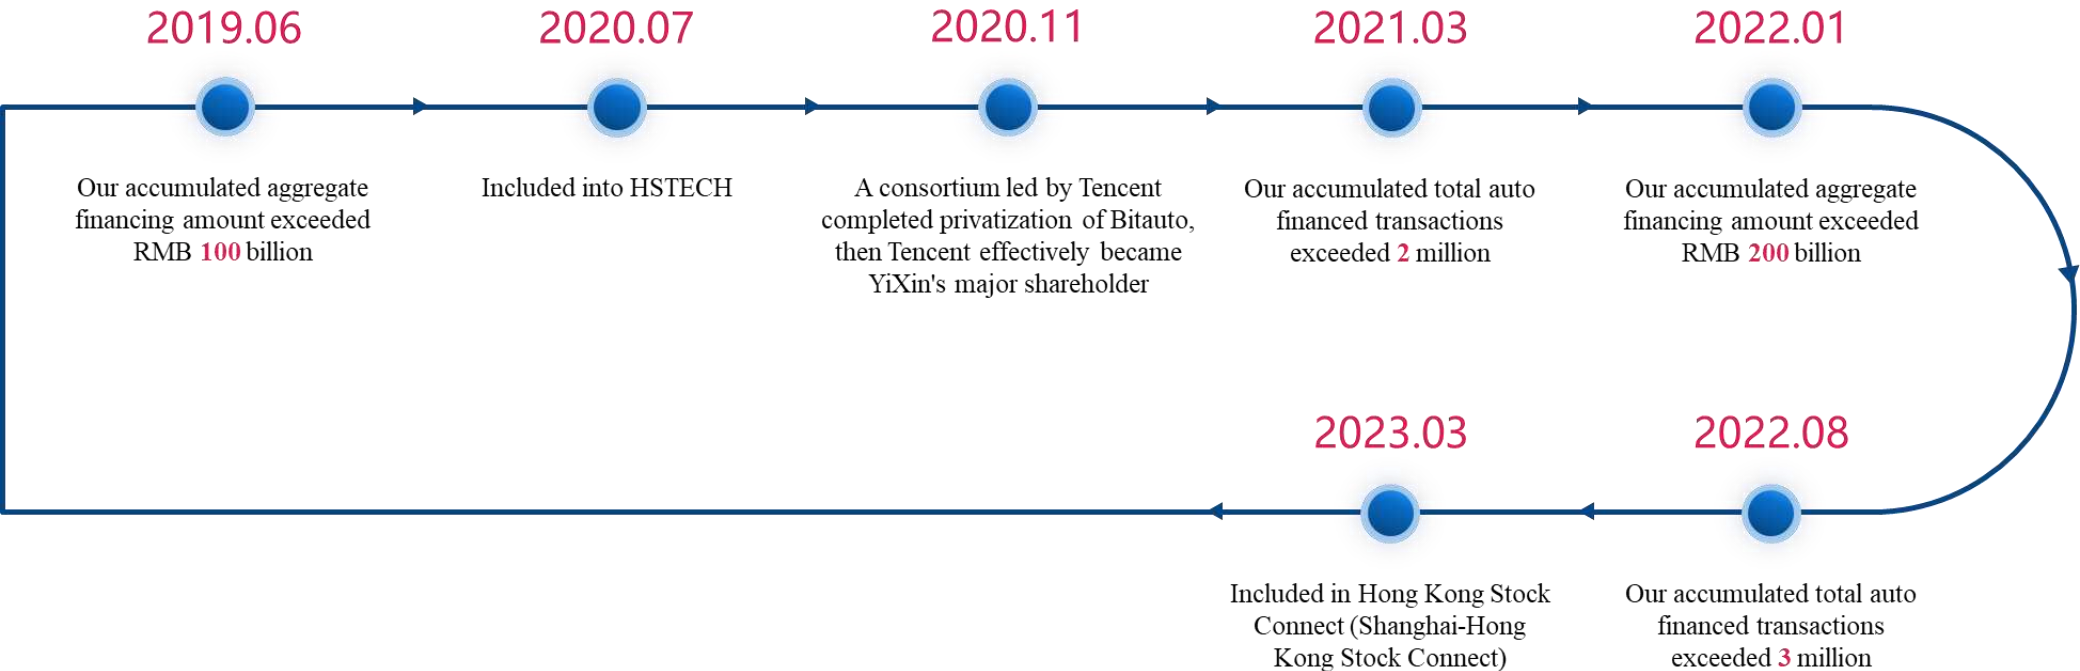 2019.06
Our accumulated aggregate
financing amount exceeded
RMB 100 billion
2020.07
Included into HSTECH
2020.11
A consortium led by Tencent
completed privatization of Bitauto,
then Tencent effectively became
YiXin's major shareholder
2021.03
Our accumulated total auto
financed transactions
exceeded 2 million
2022.01
Our accumulated aggregate
financing amount exceeded
RMB 200 billion
2022.08
Our accumulated total auto
financed transactions
exceeded 3 million
2023.03
Included in Hong Kong Stock
Connect (Shanghai-Hong
Kong Stock Connect)